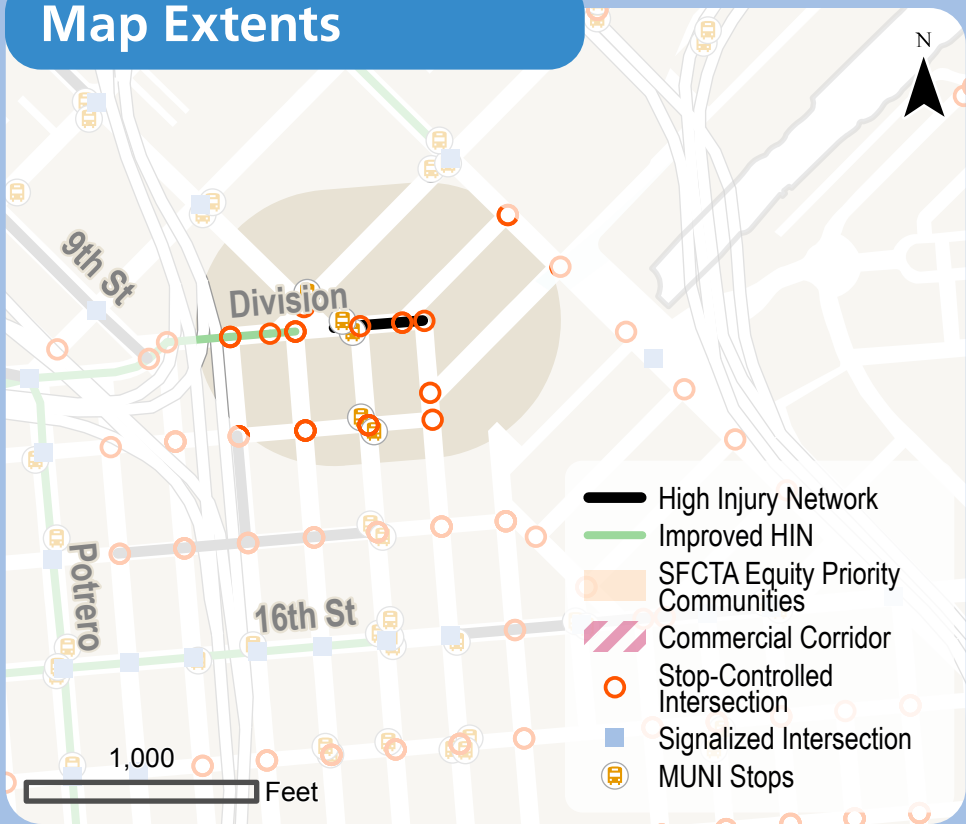 Map Extents
N
9th St
Division
Potrero
16th St
High Injury Network
Improved HIN
SFCTA Equity Priority
Communities
Commercial Corridor
Stop-Controlled
Intersection
Signalized Intersection
MUNI Stops
1,000
Feet